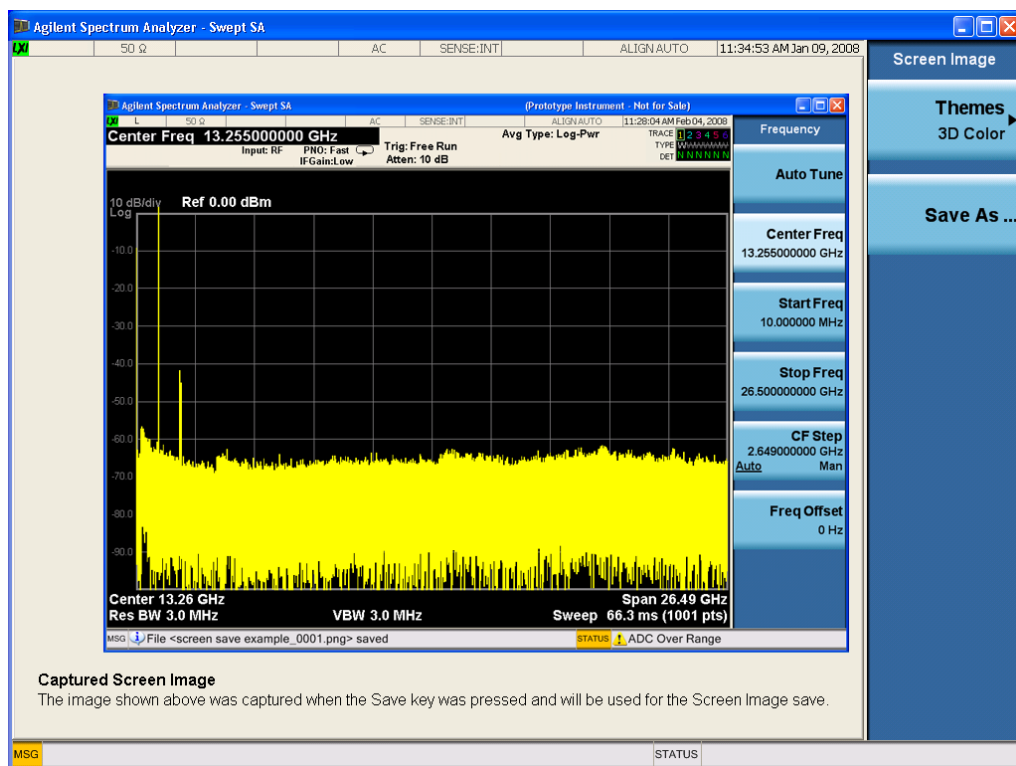 Agilent Spectrum Analyzer - Swept SA
LXI 50 Ω AC SENSE:INT ALIGN AUTO 11:34:53 AM Jan 09, 2008
Screen Image
Themes
3D Color
Save As ...
Agilent Spectrum Analyzer - Swept SA (Prototype Instrument - Not for Sale)
LXI L 50 Ω AC SENSE:INT ALIGN AUTO 11:28:04 AM Feb 04, 2008
Center Freq 13.255000000 GHz
Input: RF
PNO: Fast
IFGain:Low
Trig: Free Run
Atten: 10 dB
Avg Type: Log-Pwr
TRACE 1 2 3 4 5 6
TYPE WWWWWW
DET N N N N N N
Frequency
Auto Tune
Center Freq
13.255000000 GHz
Start Freq
10.000000 MHz
Stop Freq
26.500000000 GHz
CF Step
2.649000000 GHz
Auto Man
Freq Offset
0 Hz
10 dB/div Ref 0.00 dBm
Log
-10.0
-20.0
-30.0
-40.0
-50.0
-60.0
-70.0
-80.0
-90.0
Center 13.26 GHz Span 26.49 GHz
Res BW 3.0 MHz VBW 3.0 MHz Sweep 66.3 ms (1001 pts)
MSG File <screen save example_0001.png> saved STATUS ADC Over Range
Captured Screen Image
The image shown above was captured when the Save key was pressed and will be used for the Screen Image save.
MSG STATUS